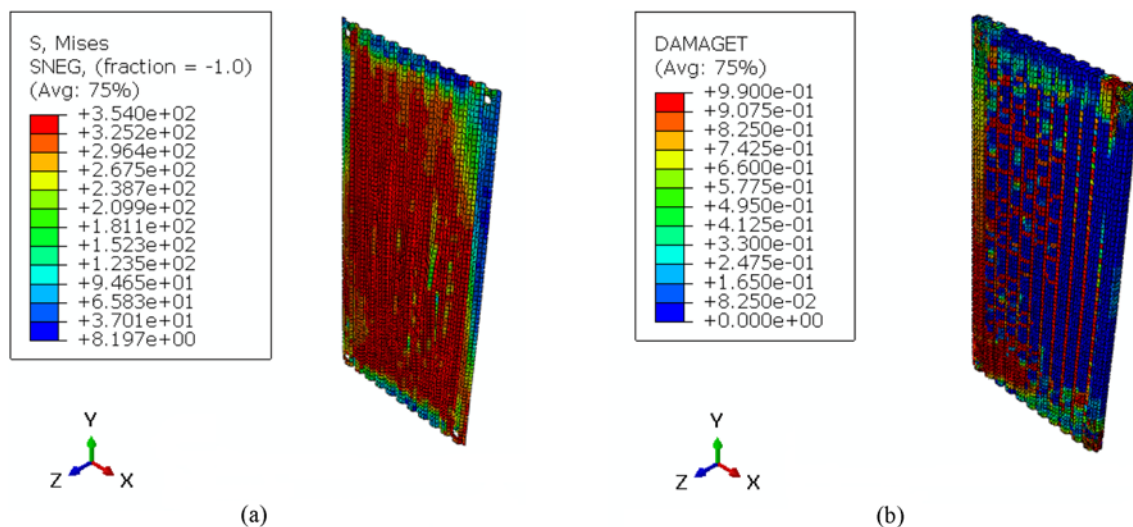 S, Mises
SNEG, (fraction = -1.0)
(Avg: 75%)
+3.540e+02
+3.252e+02
+2.964e+02
+2.675e+02
+2.387e+02
+2.099e+02
+1.811e+02
+1.523e+02
+1.235e+02
+9.465e+01
+6.583e+01
+3.701e+01
+8.197e+00
Y
Z
X
(a)
DAMAGET
(Avg: 75%)
+9.900e-01
+9.075e-01
+8.250e-01
+7.425e-01
+6.600e-01
+5.775e-01
+4.950e-01
+4.125e-01
+3.300e-01
+2.475e-01
+1.650e-01
+8.250e-02
+0.000e+00
Y
Z
X
(b)